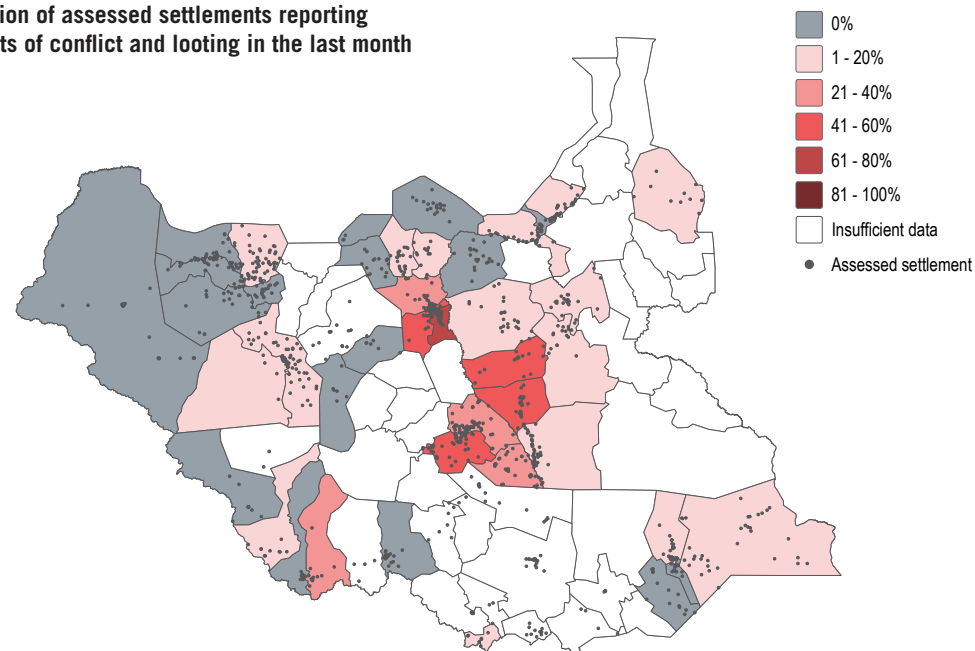 ion of assessed settlements reporting
ts of conflict and looting in the last month
0%
1 - 20%
21 - 40%
41 - 60%
61 - 80%
81 - 100%
Insufficient data
Assessed settlement